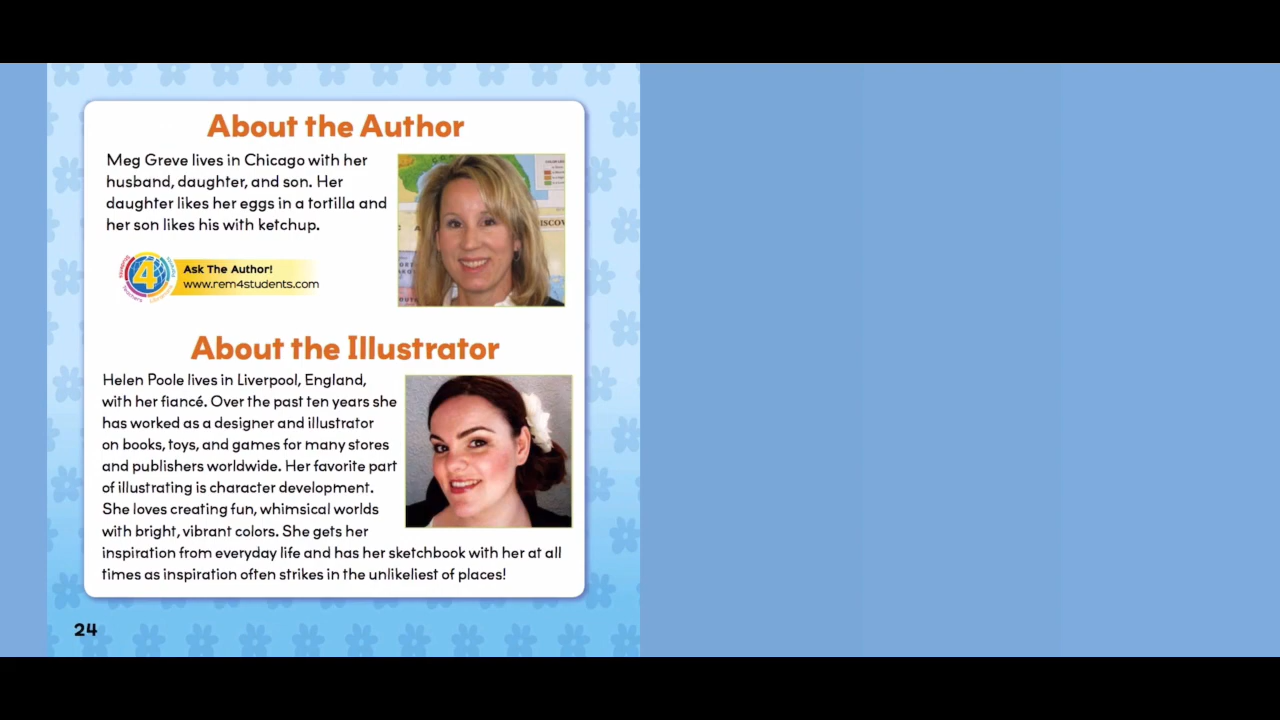 About the Author
Meg Greve lives in Chicago with her
husband, daughter, and son. Her
daughter likes her eggs in a tortilla and
her son likes his with ketchup.
4
Ask The Author!
www.rem4students.com
About the Illustrator
Helen Poole lives in Liverpool, England,
with her fiancé. Over the past ten years she
has worked as a designer and illustrator
on books, toys, and games for many stores
and publishers worldwide. Her favorite part
of illustrating is character development.
She loves creating fun, whimsical worlds
with bright, vibrant colors. She gets her
inspiration from everyday life and has her sketchbook with her at all
times as inspiration often strikes in the unlikeliest of places!
24